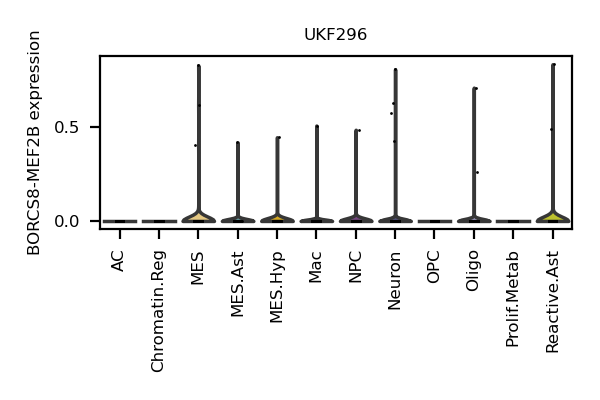 UKF296
BORCS8-MEF2B expression
0.5
0.0
AC
Chromatin.Reg
MES
MES.Ast
MES.Hyp
Mac
NPC
Neuron
OPC
Oligo
Prolif.Metab
Reactive.Ast